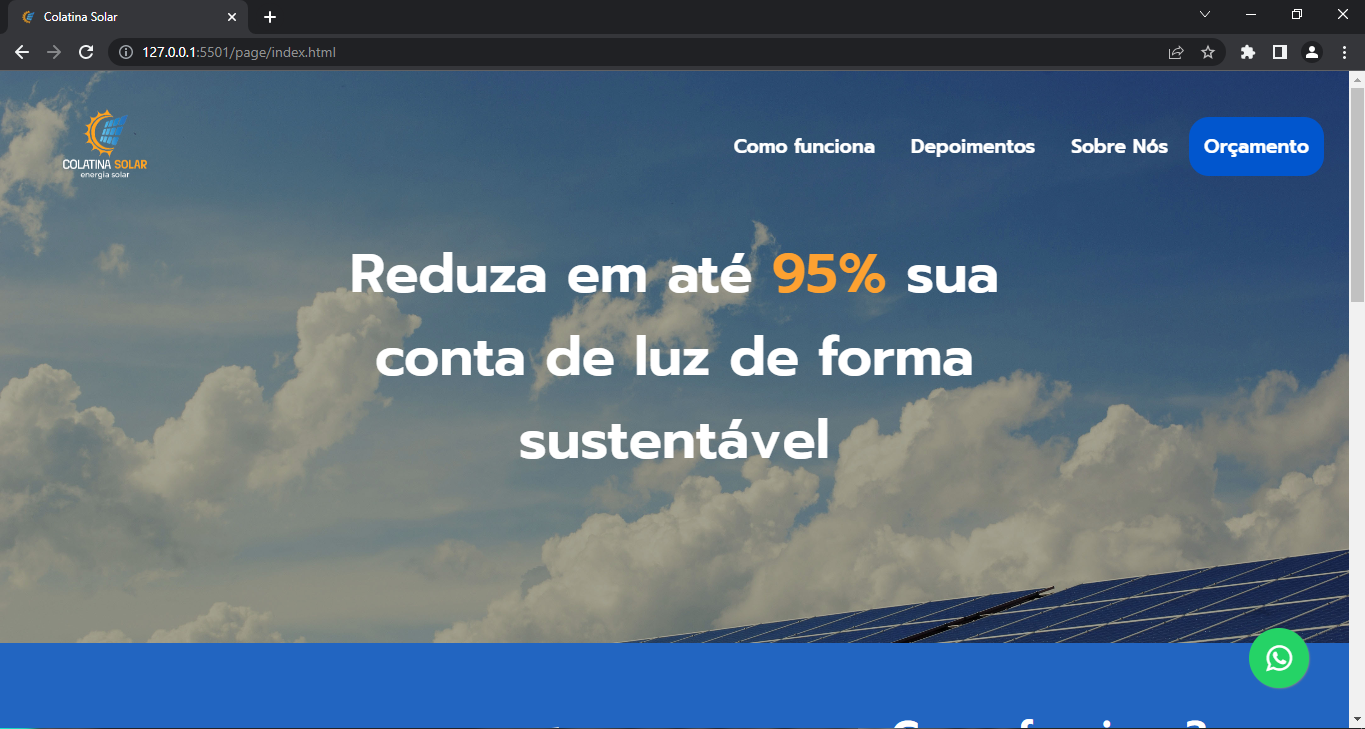 Colatina Solar
127.0.0.1:5501/page/index.html
COLATINA SOLAR
energia solar
Como funciona
Depoimentos
Sobre Nós
Orçamento
Reduza em até 95% sua
conta de luz de forma
sustentável